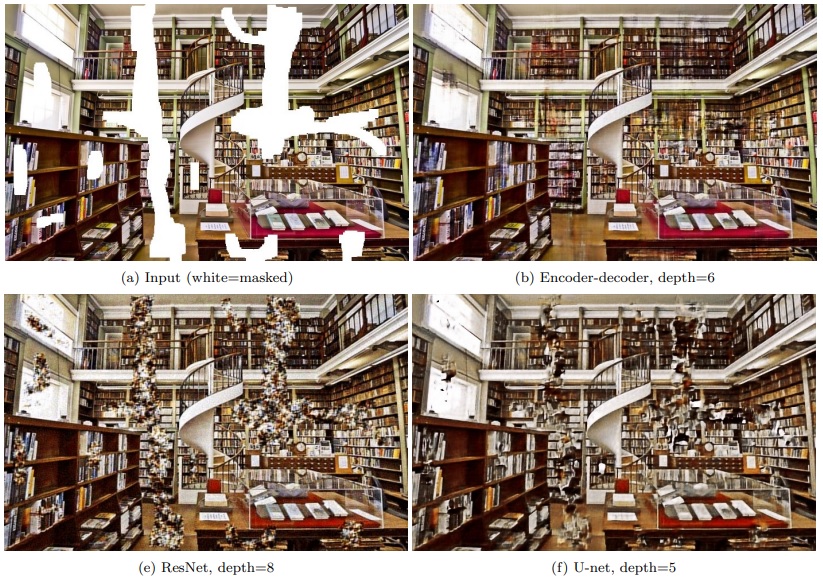 (a) Input (white=masked)
(b) Encoder-decoder, depth=6
(e) ResNet, depth=8
(f) U-net, depth=5